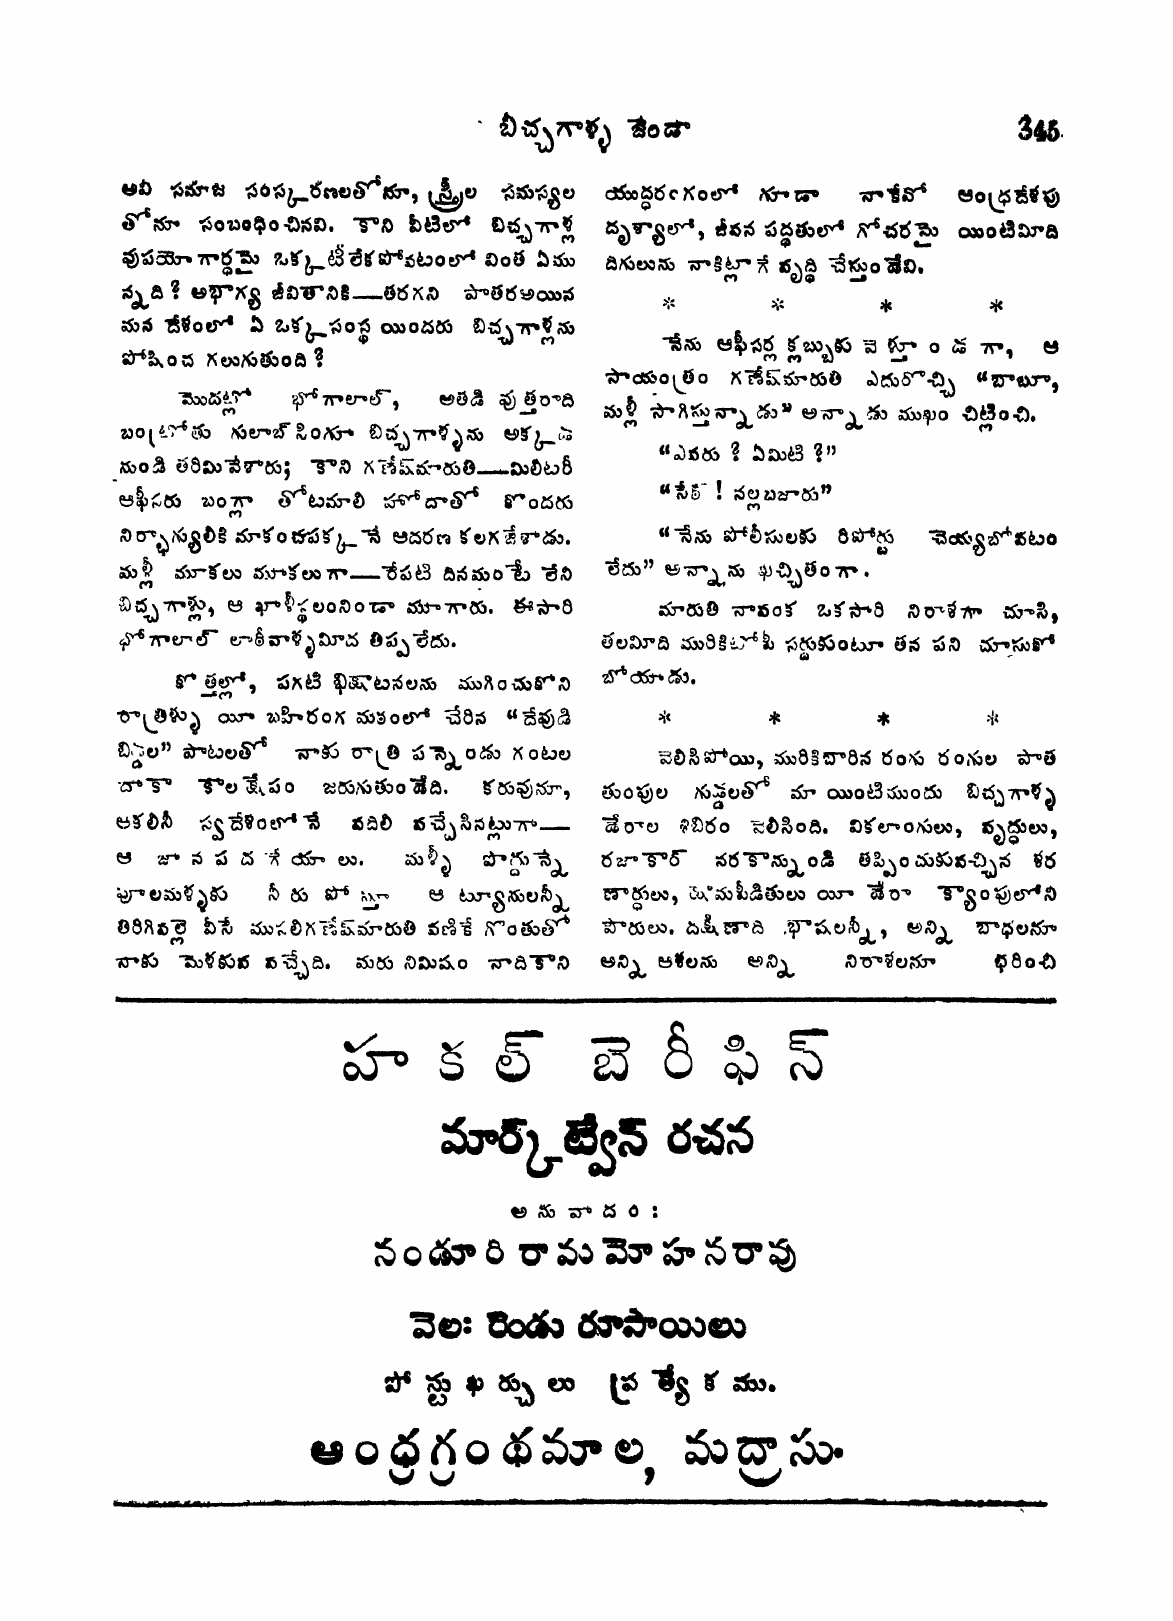 బిచ్చగాళ్ళ జెండా
345
ఆవి సమాజ సంస్కరణలతోనూ, స్త్రీల సమస్యల
తోనూ సంబంధించినవి. కాని వీటిలో బిచ్చగాళ్ల
వుపయోగార్థమై ఒక్కటీ లేకపోవటంలో వింత ఏము
న్నది? అభాగ్య జీవితానికి—తరగని పాతరఅయిన
మన దేశంలో ఏ ఒక్కసంస్థ యిందరు బిచ్చగాళ్లను
పోషించ గలుగుతుంది?
మొదట్లో భోగాలాల్, అతడి వుత్తరాది
బంట్రోతు గులాబ్ సింగూ బిచ్చగాళ్ళను అక్కడ
నుండి తరిమివేశారు; కాని గణేష్‌మారుతి—మిలిటరీ
ఆఫీసరు బంగ్లా తోటమాలి హోదాతో కొందరు
నిర్భాగ్యులికి మాకంచపక్కనే ఆదరణ కలగజేశాడు.
మళ్లీ మూకలు మూకలుగా—రేపటి దినమంటే లేని
బిచ్చగాళ్లు, ఆ ఖాళీస్థలంనిండా మూగారు. ఈసారి
భోగాలాల్ లాఠీవాళ్ళమీద తిప్పలేదు.
కొత్తల్లో, పగటి భిక్షాటనలను ముగించుకొని
రాత్రిళ్ళు యీ బహిరంగ మకంలో చేరిన “దేవుడి
బిడ్డల” పాటలతో నాకు రాత్రి పన్నెండు గంటల
దాకా కాలక్షేపం జరుగుతుండేది. కరువునూ,
ఆకలినీ స్వదేశంలోనే వదిలి వచ్చేసినట్లుగా—
ఆ జానపద గేయాలు. మళ్ళీ పొగ్దున్నే
పూలమళ్ళకు నీరు పోస్తూ ఆ ట్యూనులన్నీ
తిరిగివల్లె వీసే ముసలిగణేష్‌మారుతి వణికే గొంతుతో
నాకు మెళకువ వచ్చేది. మరు నిమిషం నాదికాని
యుద్ధరంగంలో గూడా నాకేవో ఆంధ్రదేశపు
దృశ్యాలో, జీవన పద్ధతులో గోచరమై యింటిమీది
దిగులును నాకిట్లాగే వృద్ధి చేస్తుండేవి.
* * * *
నేను ఆఫీసర్ల క్లబ్బుకు వెళ్తూండగా, ఆ
సాయంత్రం గణేష్‌మారుతి ఎదురొచ్చి “బాబూ,
మళ్లీ సాగిస్తున్నాడు” అన్నాడు ముఖం చిట్లించి.
“ఎవరు? ఏమిటి?”
“సేఠ్! నల్లబజారు”
“నేను పోలీసులకు రిపోర్టు చెయ్యబోవటం
లేదు” అన్నాను ఖచ్చితంగా.
మారుతి నావంక ఒకసారి నిరాశగా చూసి,
తలమీది మురికిటోపీ సర్దుకుంటూ తన పని చూసుకో
బోయాడు.
* * * *
వెలిసిపోయి, మురికిబారిన రంగు రంగుల పాత
తుంపుల గుడ్డలతో మా యింటిముందు బిచ్చగాళ్ళ
డేరాల శిబిరం వెలిసింది. వికలాంగులు, వృద్ధులు,
రజాకార్ నరకాన్నుండి తప్పించుకువచ్చిన శర
ణార్థులు, క్షామపీడితులు యీ డేరా క్యాంపులోని
పౌరులు. దక్షిణాది భాషలన్నీ, అన్ని బాధలనూ
అన్ని ఆశలను అన్ని నిరాశలనూ భరించి
హకల్ బెరీఫిన్
మార్క్ ట్వేన్ రచన
అనువాదం:
నండూరి రామమోహనరావు
వెల: రెండు రూపాయిలు
పోస్టు ఖర్చులు ప్రత్యేకము.
ఆంధ్రగ్రంథమాల, మద్రాసు.